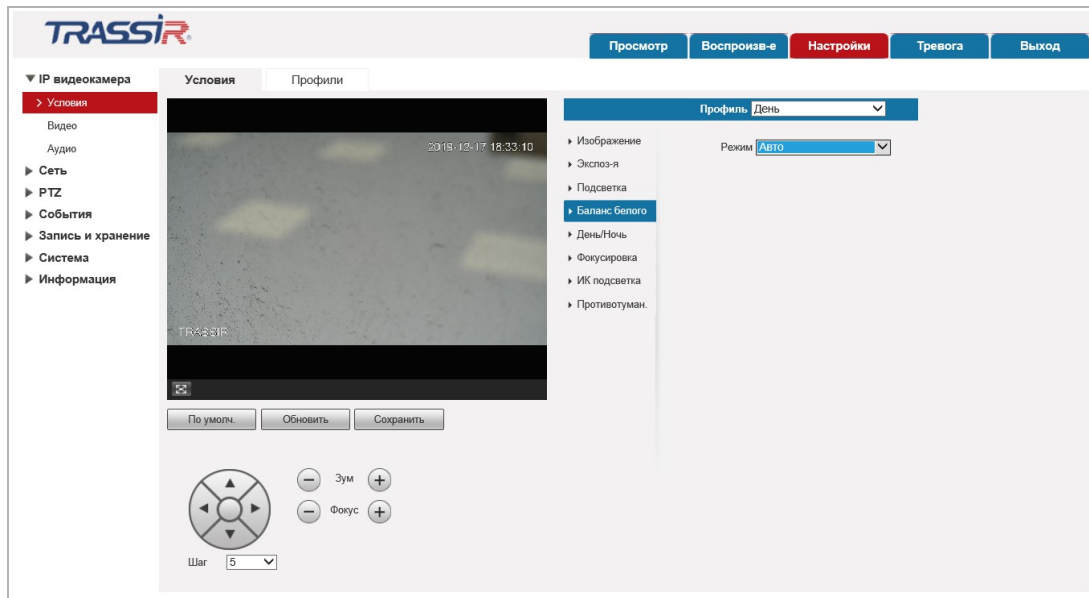 TRASSIR
Просмотр
Воспроизв-е
Настройки
Тревога
Выход
IP видеокамера
Условия
Видео
Аудио
Сеть
PTZ
События
Запись и хранение
Система
Информация
Условия
Профили
2019-12-17 18:33:10
TRASSIR
По умолч.
Обновить
Сохранить
Зум
Фокус
Шаг 5
Профиль День
Изображение
Экспоз-я
Подсветка
Баланс белого
День/Ночь
Фокусировка
ИК подсветка
Противотуман.
Режим Авто